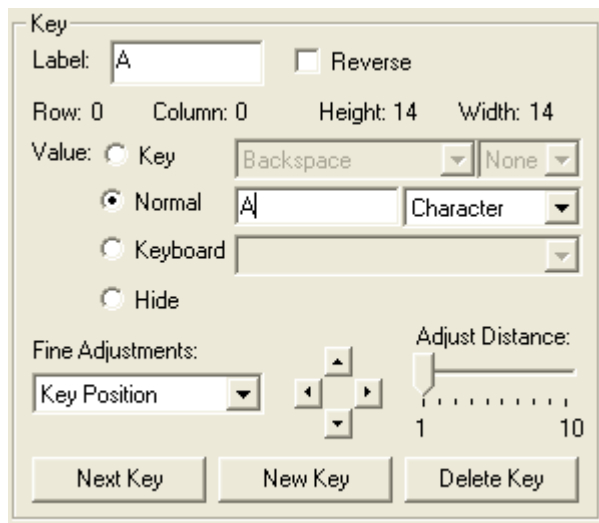 Key
Label: A Reverse
Row: 0 Column: 0 Height: 14 Width: 14
Value: Key Backspace None
Normal A Character
Keyboard
Hide
Fine Adjustments: Adjust Distance:
Key Position
1 10
Next Key New Key Delete Key